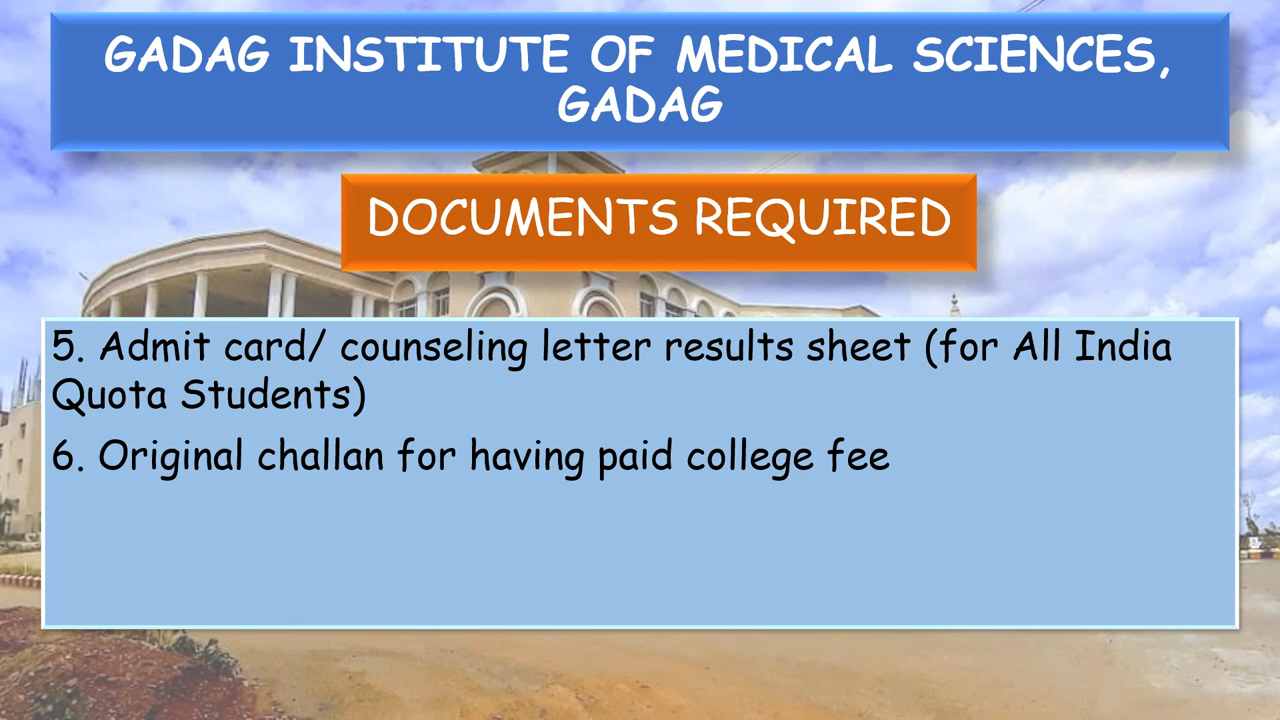 GADAG INSTITUTE OF MEDICAL SCIENCES,
GADAG
DOCUMENTS REQUIRED
5. Admit card/ counseling letter results sheet (for All India
Quota Students)
6. Original challan for having paid college fee